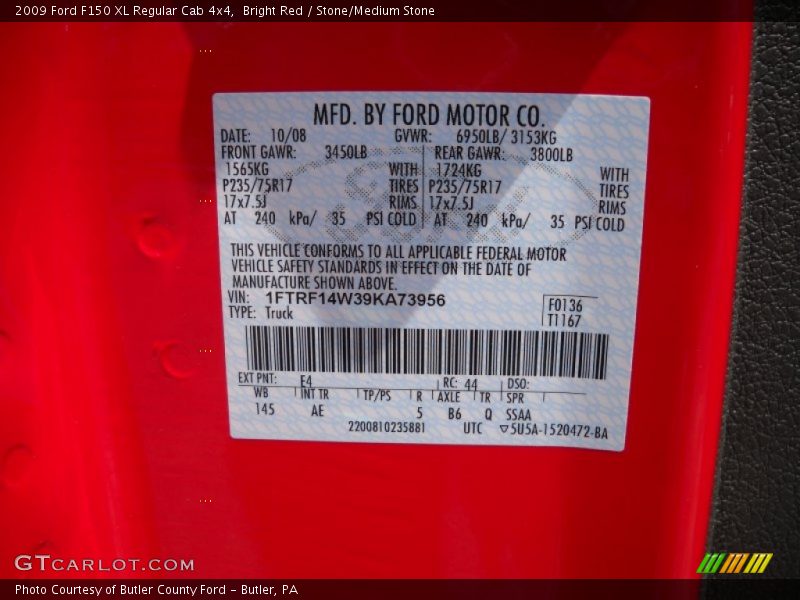 2009 Ford F150 XL Regular Cab 4x4, Bright Red / Stone/Medium Stone
MFD. BY FORD MOTOR CO.
DATE: 10/08 GVWR: 6950LB/ 3153KG
FRONT GAWR: 3450LB REAR GAWR: 3800LB
1565KG WITH 1724KG WITH
P235/75R17 TIRES P235/75R17 TIRES
17x7.5J RIMS 17x7.5J RIMS
AT 240 kPa/ 35 PSI COLD AT 240 kPa/ 35 PSI COLD
THIS VEHICLE CONFORMS TO ALL APPLICABLE FEDERAL MOTOR
VEHICLE SAFETY STANDARDS IN EFFECT ON THE DATE OF
MANUFACTURE SHOWN ABOVE.
VIN: 1FTRF14W39KA73956 F0136
TYPE: Truck T1167
EXT PNT: E4 RC: 44 DSO:
WB INT TR TP/PS R AXLE TR SPR
145 AE 5 B6 Q SSAA
2200810235881 UTC ▽5U5A-1520472-BA
GTCARLOT.COM
Photo Courtesy of Butler County Ford - Butler, PA